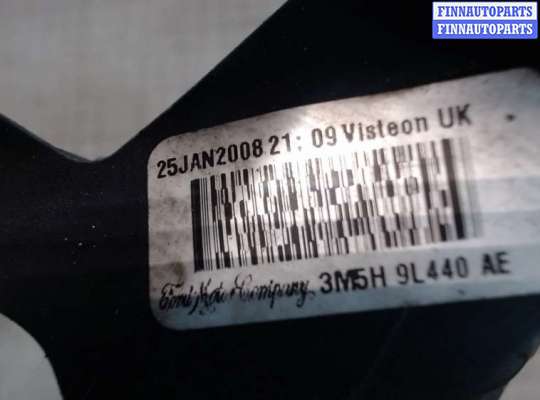 FINNAUTOPARTS
FINNAUTOPARTS
25JAN2008 21: 09 Visteon UK
Ford Motor Company 3M5H 9L440 AE